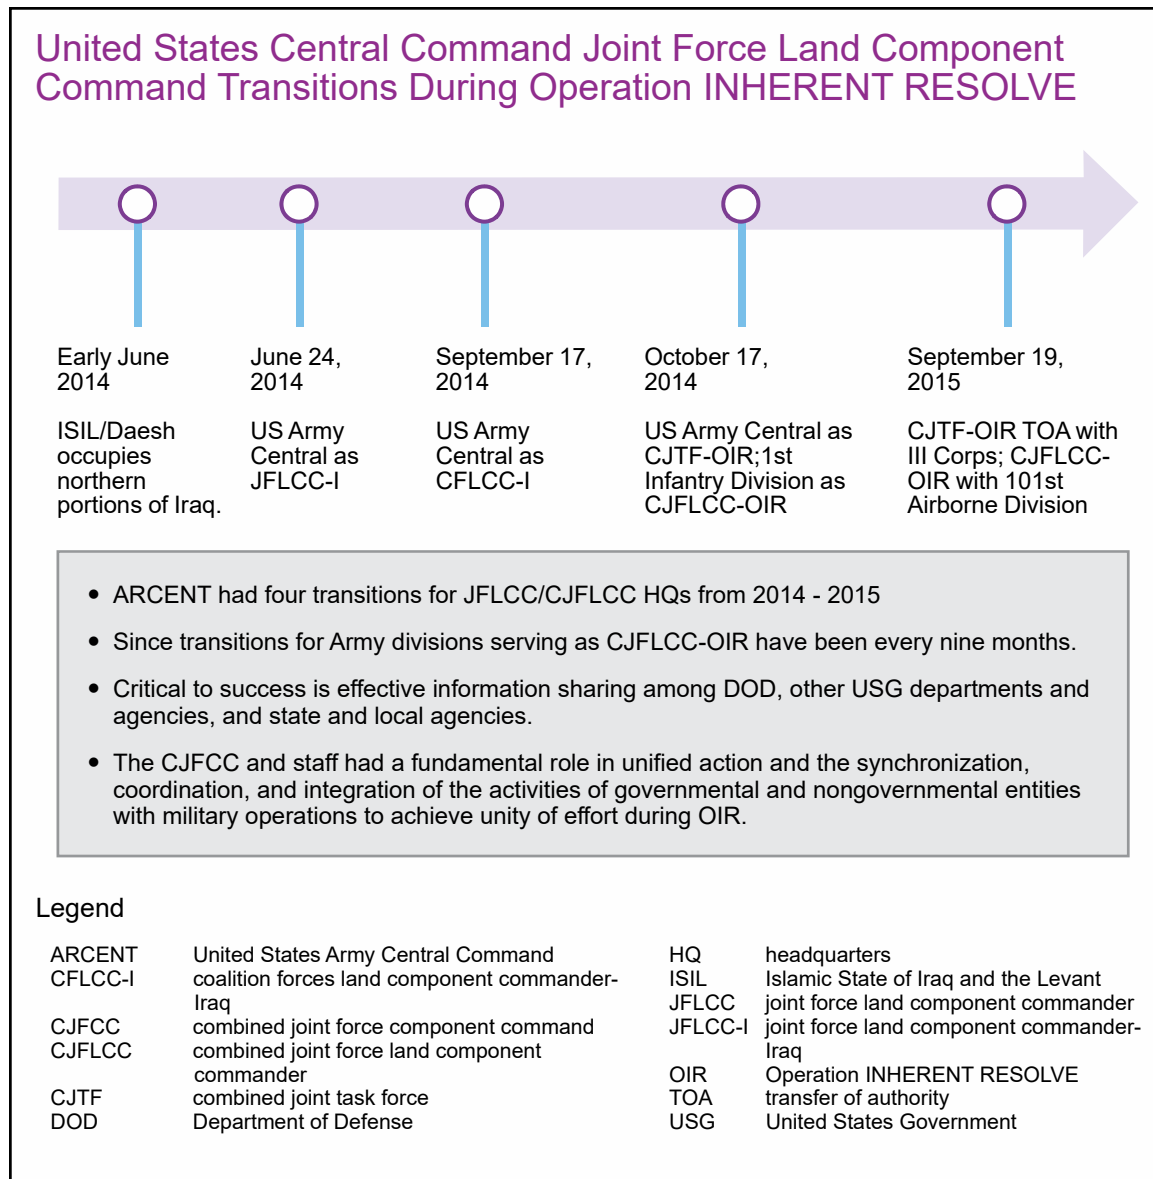 United States Central Command Joint Force Land Component
Command Transitions During Operation INHERENT RESOLVE
Early June
2014
ISIL/Daesh
occupies
northern
portions of Iraq.
June 24,
2014
US Army
Central as
JFLCC-I
September 17,
2014
US Army
Central as
CFLCC-I
October 17,
2014
US Army Central as
CJTF-OIR;1st
Infantry Division as
CJFLCC-OIR
September 19,
2015
CJTF-OIR TOA with
III Corps; CJFLCC-
OIR with 101st
Airborne Division
• ARCENT had four transitions for JFLCC/CJFLCC HQs from 2014 - 2015
• Since transitions for Army divisions serving as CJFLCC-OIR have been every nine months.
• Critical to success is effective information sharing among DOD, other USG departments and
agencies, and state and local agencies.
• The CJFCC and staff had a fundamental role in unified action and the synchronization,
coordination, and integration of the activities of governmental and nongovernmental entities
with military operations to achieve unity of effort during OIR.
Legend
ARCENT United States Army Central Command
CFLCC-I coalition forces land component commander-
Iraq
CJFCC combined joint force component command
CJFLCC combined joint force land component
commander
CJTF combined joint task force
DOD Department of Defense
HQ headquarters
ISIL Islamic State of Iraq and the Levant
JFLCC joint force land component commander
JFLCC-I joint force land component commander-
Iraq
OIR Operation INHERENT RESOLVE
TOA transfer of authority
USG United States Government